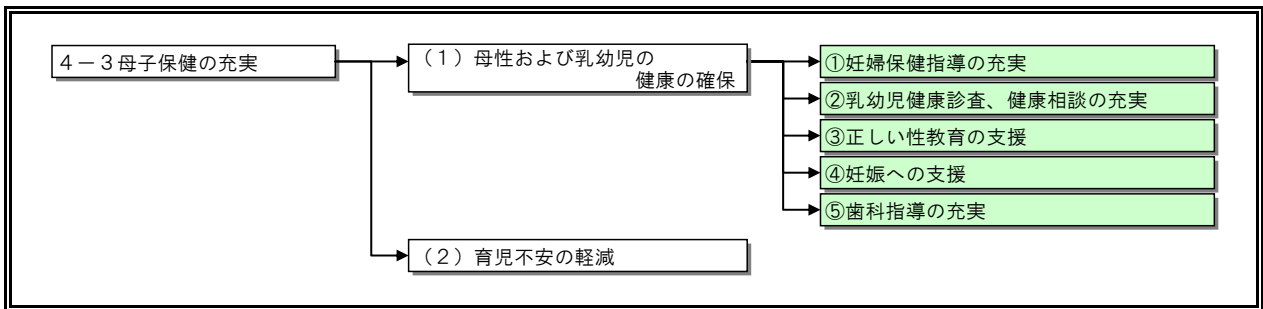 4-3母子保健の充実
(1)母性および乳幼児の
健康の確保
①妊婦保健指導の充実
②乳幼児健康診査、健康相談の充実
③正しい性教育の支援
④妊娠への支援
⑤歯科指導の充実
(2)育児不安の軽減